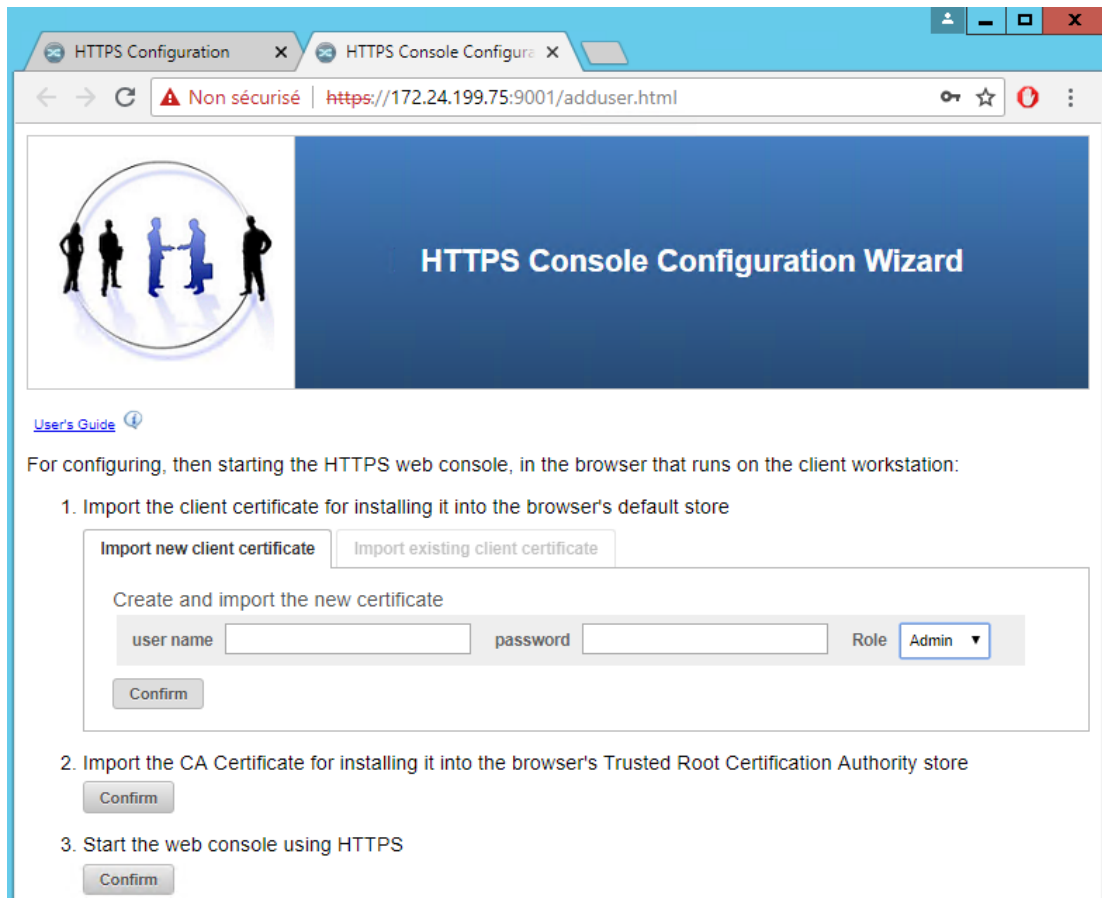 HTTPS Configuration
HTTPS Console Configura
Non sécurisé | https://172.24.199.75:9001/adduser.html
HTTPS Console Configuration Wizard
User's Guide
For configuring, then starting the HTTPS web console, in the browser that runs on the client workstation:
1. Import the client certificate for installing it into the browser's default store
Import new client certificate Import existing client certificate
Create and import the new certificate
user name password Role Admin
Confirm
2. Import the CA Certificate for installing it into the browser's Trusted Root Certification Authority store
Confirm
3. Start the web console using HTTPS
Confirm